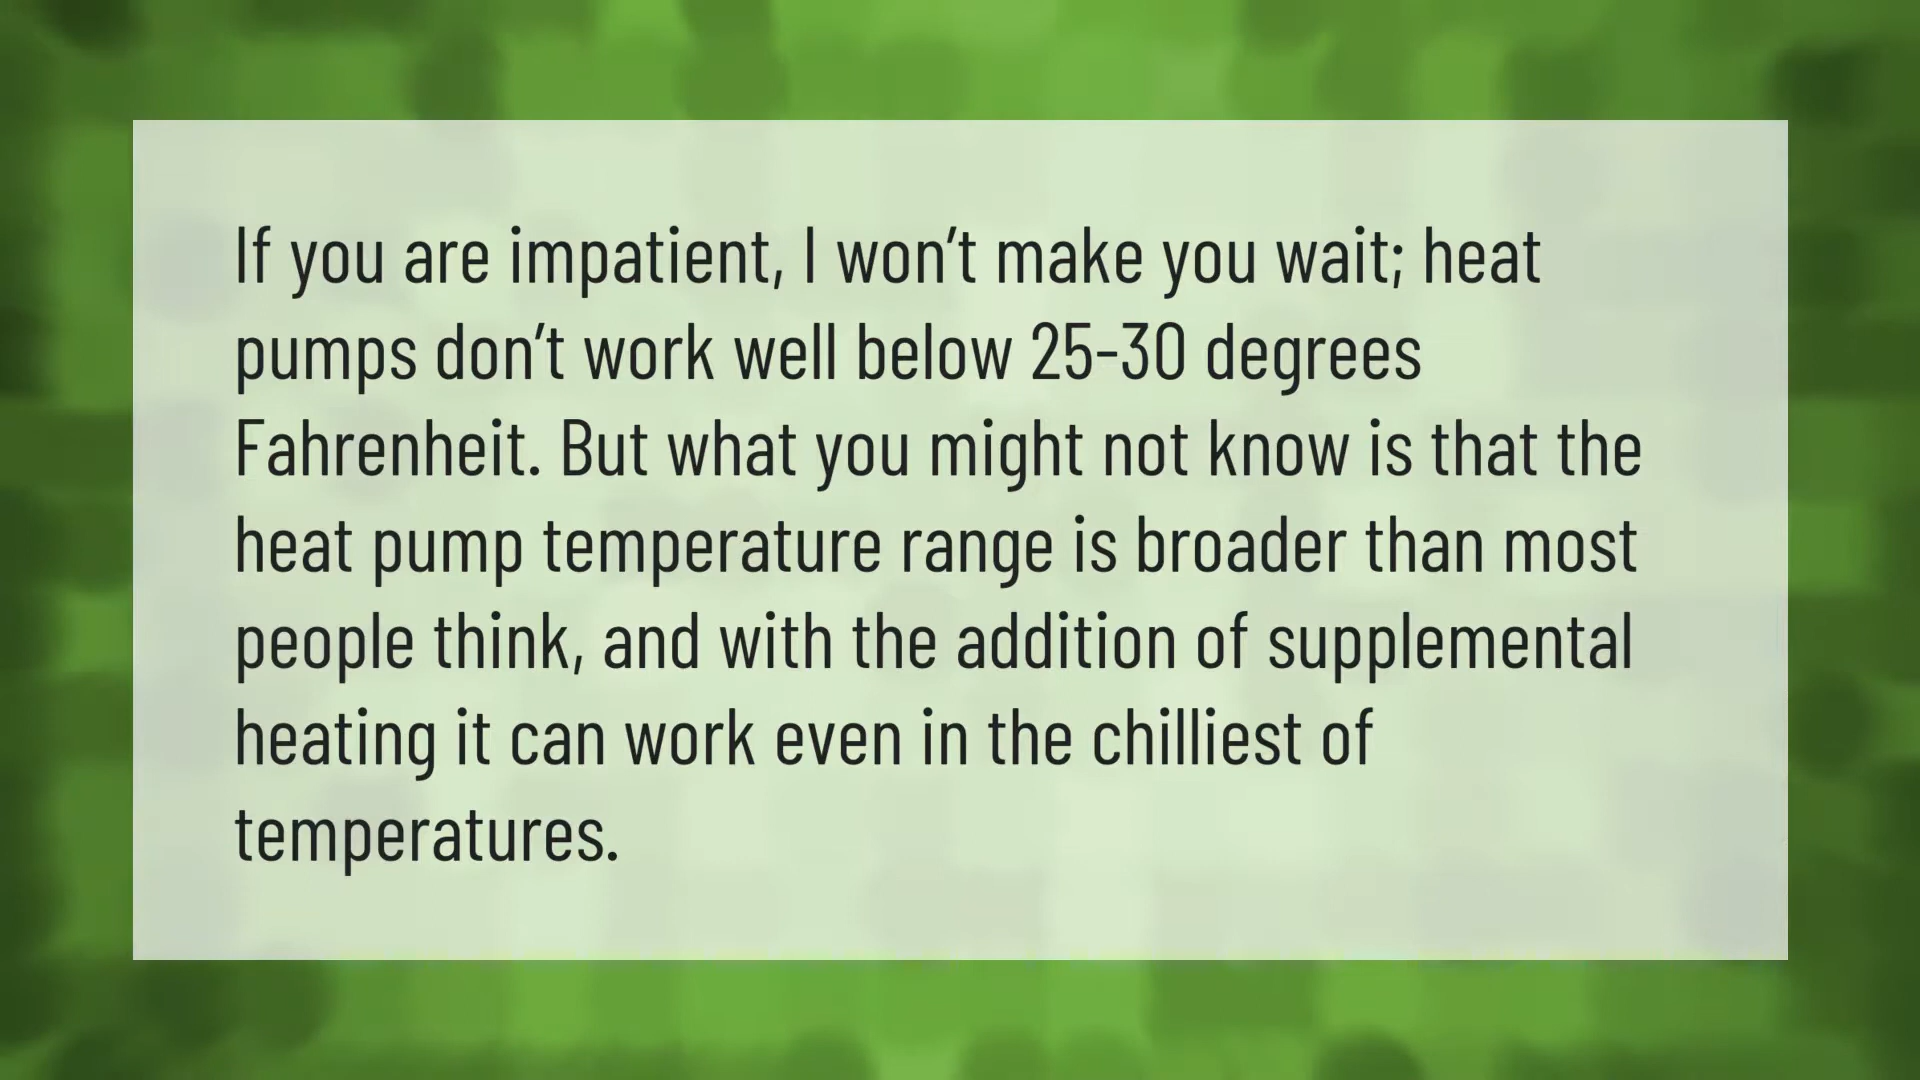 If you are impatient, I won’t make you wait; heat
pumps don’t work well below 25-30 degrees
Fahrenheit. But what you might not know is that the
heat pump temperature range is broader than most
people think, and with the addition of supplemental
heating it can work even in the chilliest of
temperatures.